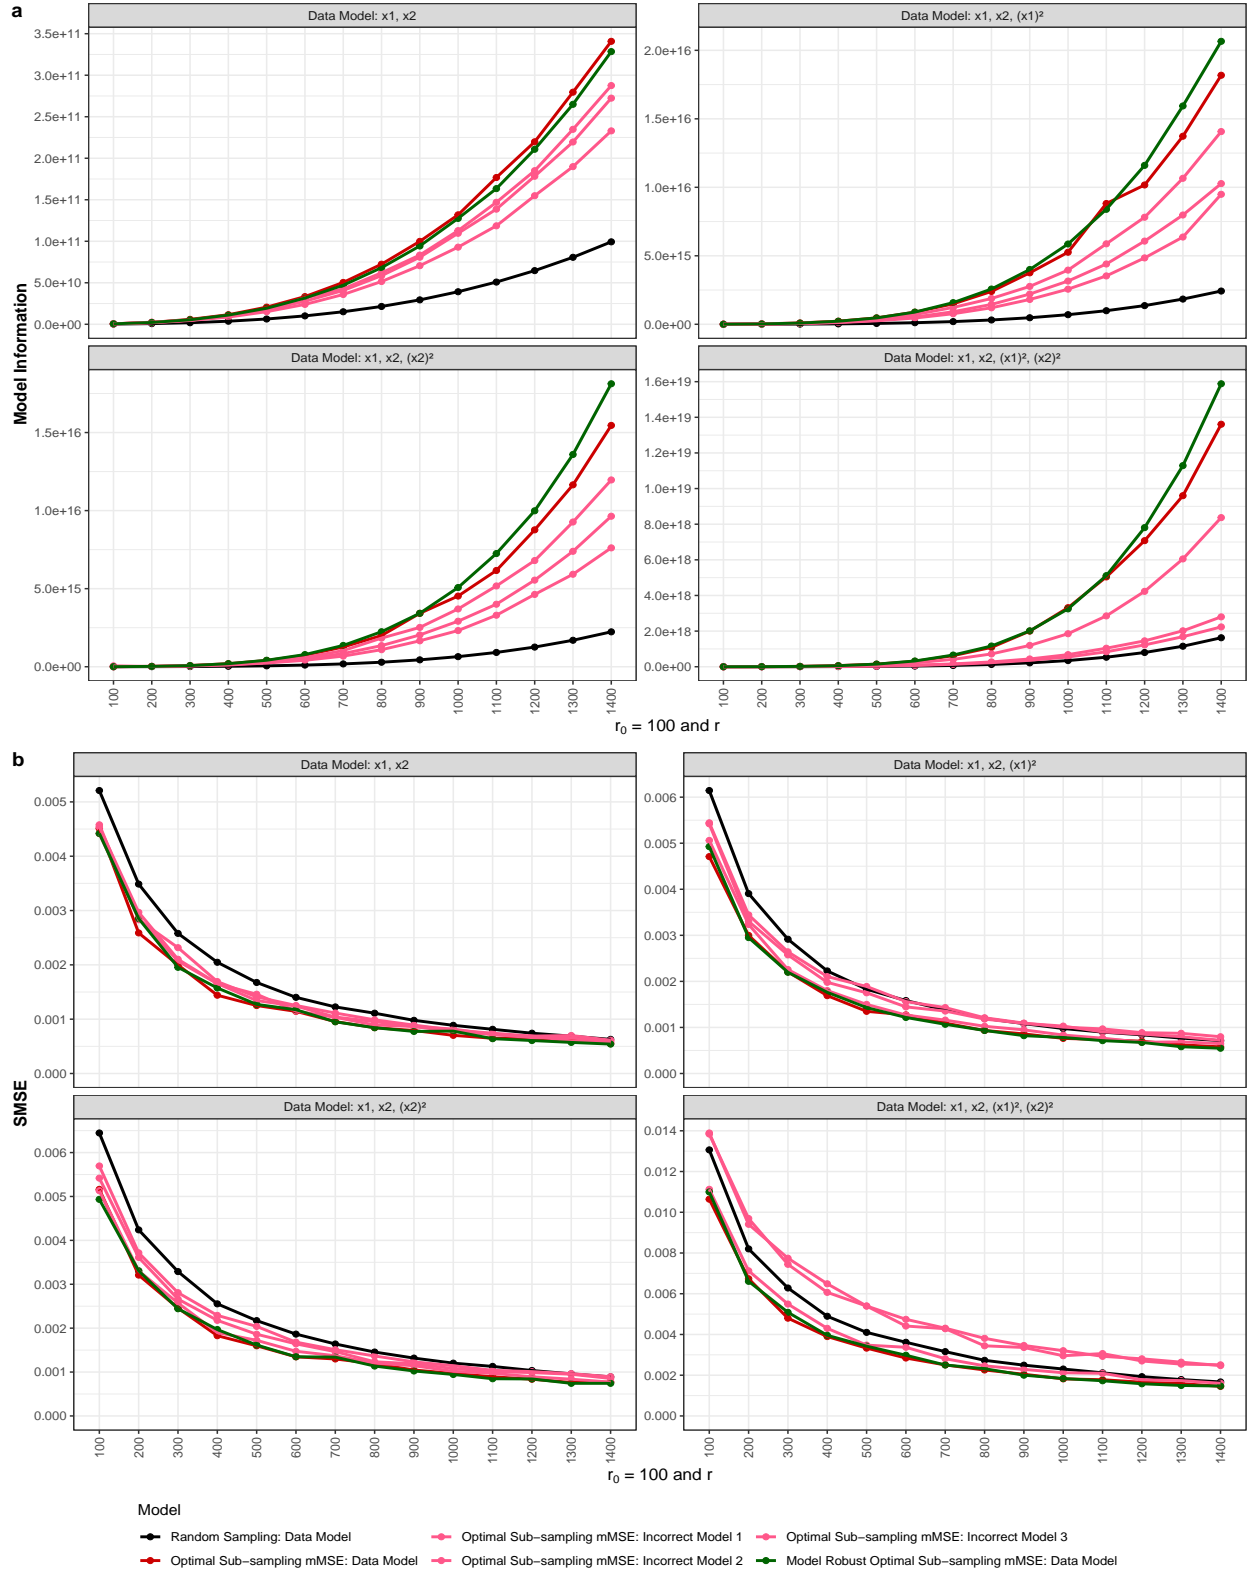 a
Data Model: x1, x2
Data Model: x1, x2, (x1)²
3.5e+11
3.0e+11
2.5e+11
2.0e+11
1.5e+11
1.0e+11
5.0e+10
0.0e+00
2.0e+16
1.5e+16
1.0e+16
5.0e+15
0.0e+00
Model Information
Data Model: x1, x2, (x2)²
Data Model: x1, x2, (x1)², (x2)²
1.5e+16
1.0e+16
5.0e+15
0.0e+00
1.6e+19
1.4e+19
1.2e+19
1.0e+19
8.0e+18
6.0e+18
4.0e+18
2.0e+18
0.0e+00
100 200 300 400 500 600 700 800 900 1000 1100 1200 1300 1400
100 200 300 400 500 600 700 800 900 1000 1100 1200 1300 1400
r₀ = 100 and r
b
Data Model: x1, x2
Data Model: x1, x2, (x1)²
0.005
0.004
0.003
0.002
0.001
0.000
0.006
0.005
0.004
0.003
0.002
0.001
0.000
SMSE
Data Model: x1, x2, (x2)²
Data Model: x1, x2, (x1)², (x2)²
0.006
0.005
0.004
0.003
0.002
0.001
0.000
0.014
0.012
0.010
0.008
0.006
0.004
0.002
0.000
100 200 300 400 500 600 700 800 900 1000 1100 1200 1300 1400
100 200 300 400 500 600 700 800 900 1000 1100 1200 1300 1400
r₀ = 100 and r
Model
Random Sampling: Data Model
Optimal Sub−sampling mMSE: Incorrect Model 1
Optimal Sub−sampling mMSE: Incorrect Model 3
Optimal Sub−sampling mMSE: Data Model
Optimal Sub−sampling mMSE: Incorrect Model 2
Model Robust Optimal Sub−sampling mMSE: Data Model